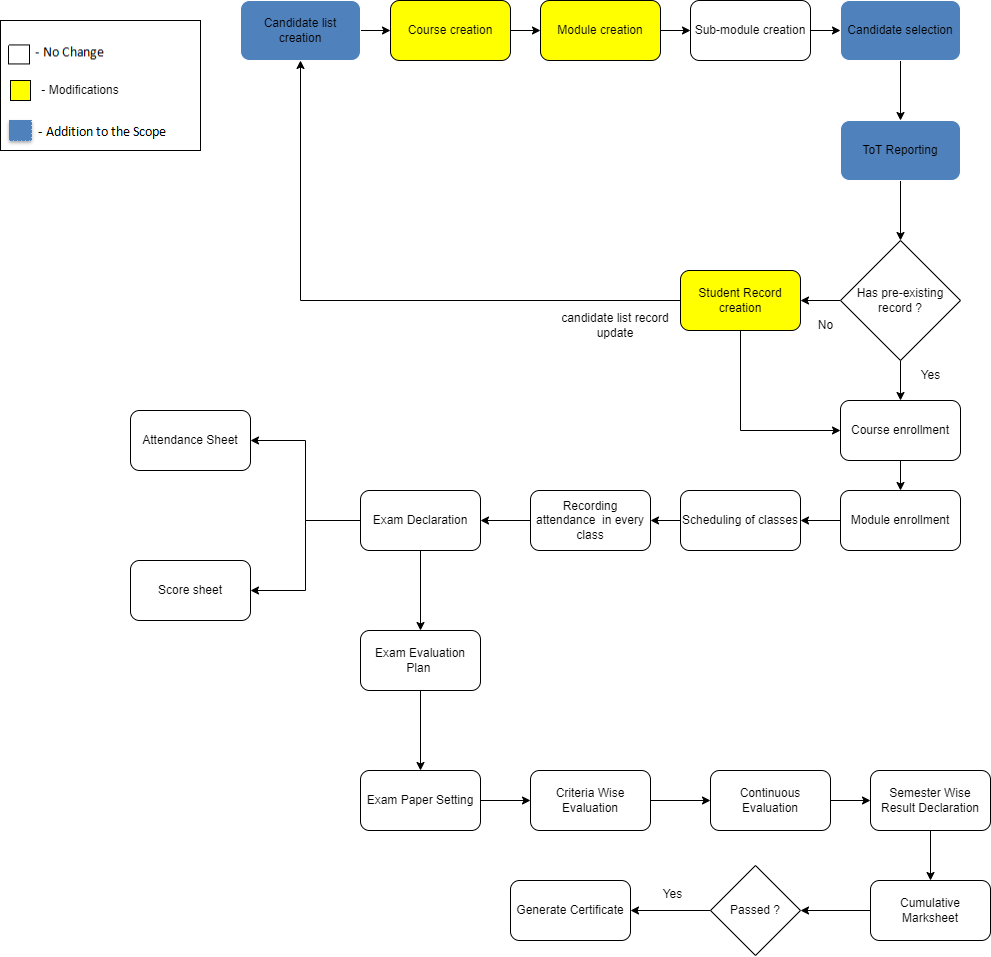 - No Change
- Modifications
- Addition to the Scope
Candidate list
creation
Course creation
Module creation
Sub-module creation
Candidate selection
ToT Reporting
Has pre-existing
record ?
No
Yes
Student Record
creation
candidate list record
update
Course enrollment
Module enrollment
Scheduling of classes
Recording
attendance in every
class
Exam Declaration
Attendance Sheet
Score sheet
Exam Evaluation
Plan
Exam Paper Setting
Criteria Wise
Evaluation
Continuous
Evaluation
Semester Wise
Result Declaration
Cumulative
Marksheet
Passed ?
Yes
Generate Certificate